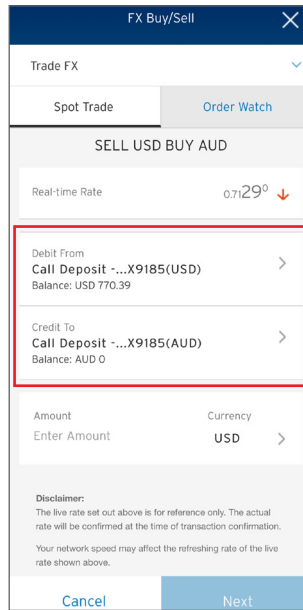 FX Buy/Sell
Trade FX
Spot Trade
Order Watch
SELL USD BUY AUD
Real-time Rate
0.7129⁰
Debit From
Call Deposit -...X9185(USD)
Balance: USD 770.39
Credit To
Call Deposit -...X9185(AUD)
Balance: AUD 0
Amount
Currency
Enter Amount
USD
Disclaimer:
The live rate set out above is for reference only. The actual
rate will be confirmed at the time of transaction confirmation.
Your network speed may affect the refreshing rate of the live
rate shown above.
Cancel
Next